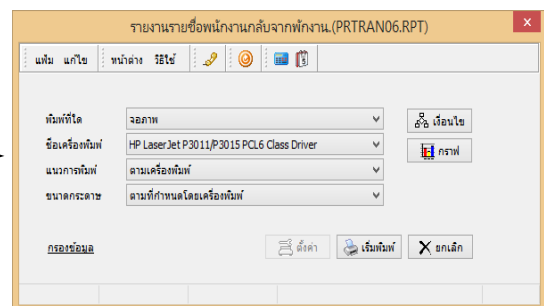 รายงานรายชื่อพนักงานกลับจากพักงาน.(PRTRAN06.RPT)
แฟ้ม แก้ไข หน้าต่าง วิธีใช้
พิมพ์ที่ใด จอภาพ เงื่อนไข
ชื่อเครื่องพิมพ์ HP LaserJet P3011/P3015 PCL6 Class Driver กราฟ
แนวการพิมพ์ ตามเครื่องพิมพ์
ขนาดกระดาษ ตามที่กำหนดโดยเครื่องพิมพ์
กรองข้อมูล ตั้งค่า เริ่มพิมพ์ ยกเลิก